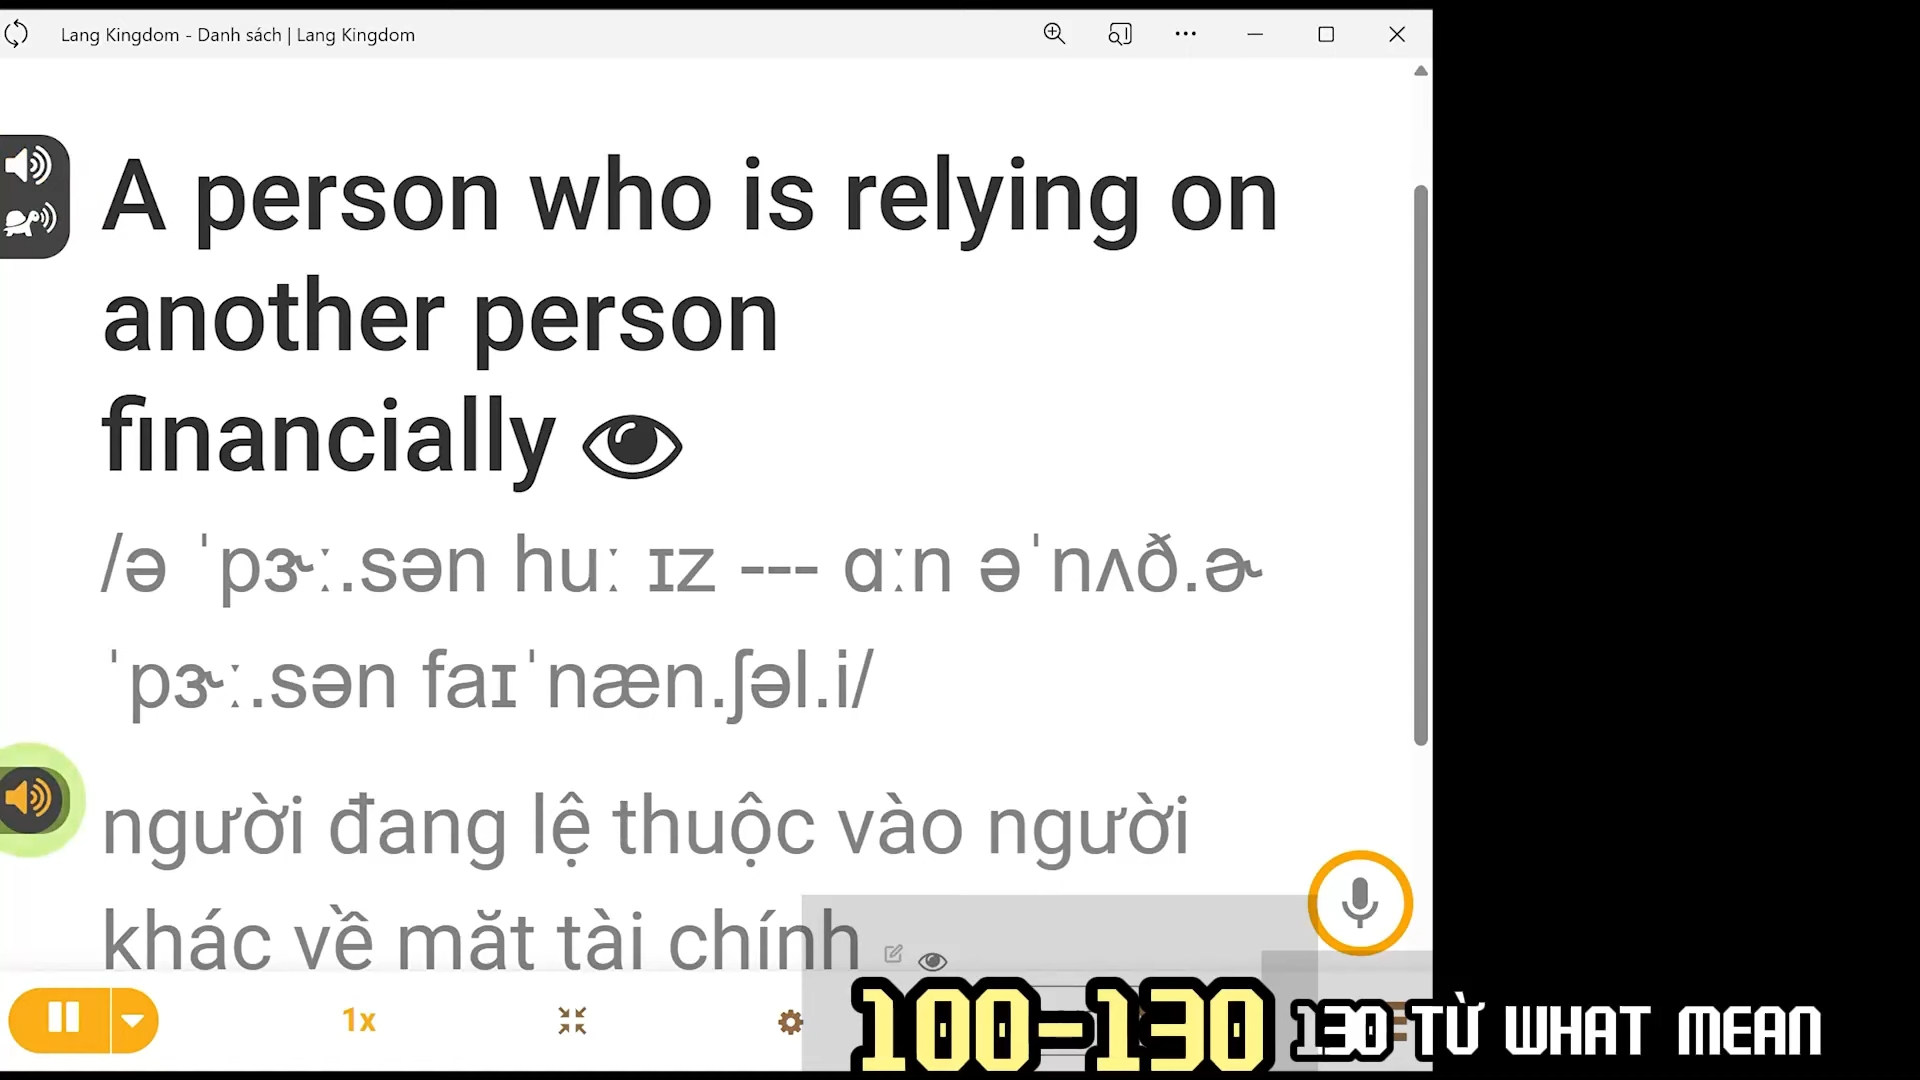 Lang Kingdom - Danh sách | Lang Kingdom
A person who is relying on
another person
financially
/ə ˈpɝː.sən huː ɪz --- ɑːn əˈnʌð.ɚ
ˈpɝː.sən faɪˈnæn.ʃəl.i/
người đang lệ thuộc vào người
khác về mặt tài chính
1x
100-130 130 TỪ WHAT MEAN